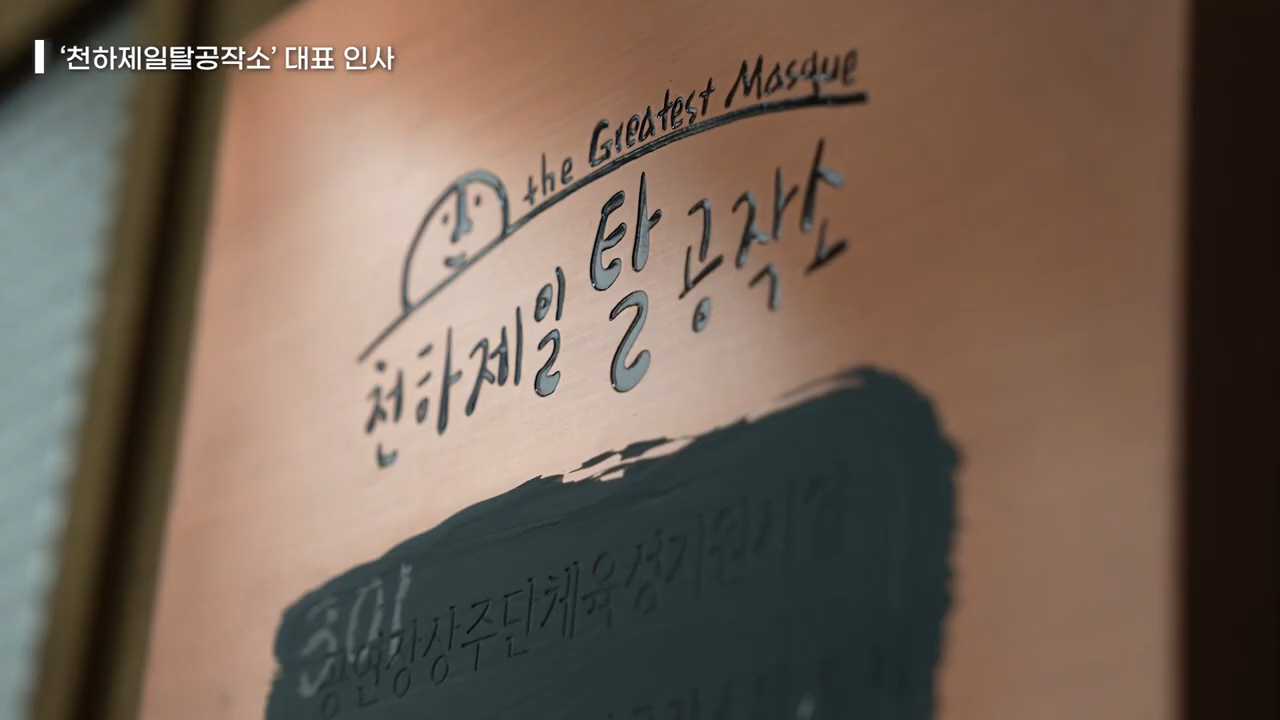 ‘천하제일탈공작소’ 대표 인사
the Greatest Masque
천하제일탈공작소
301
공연장상주단체육성지원사업